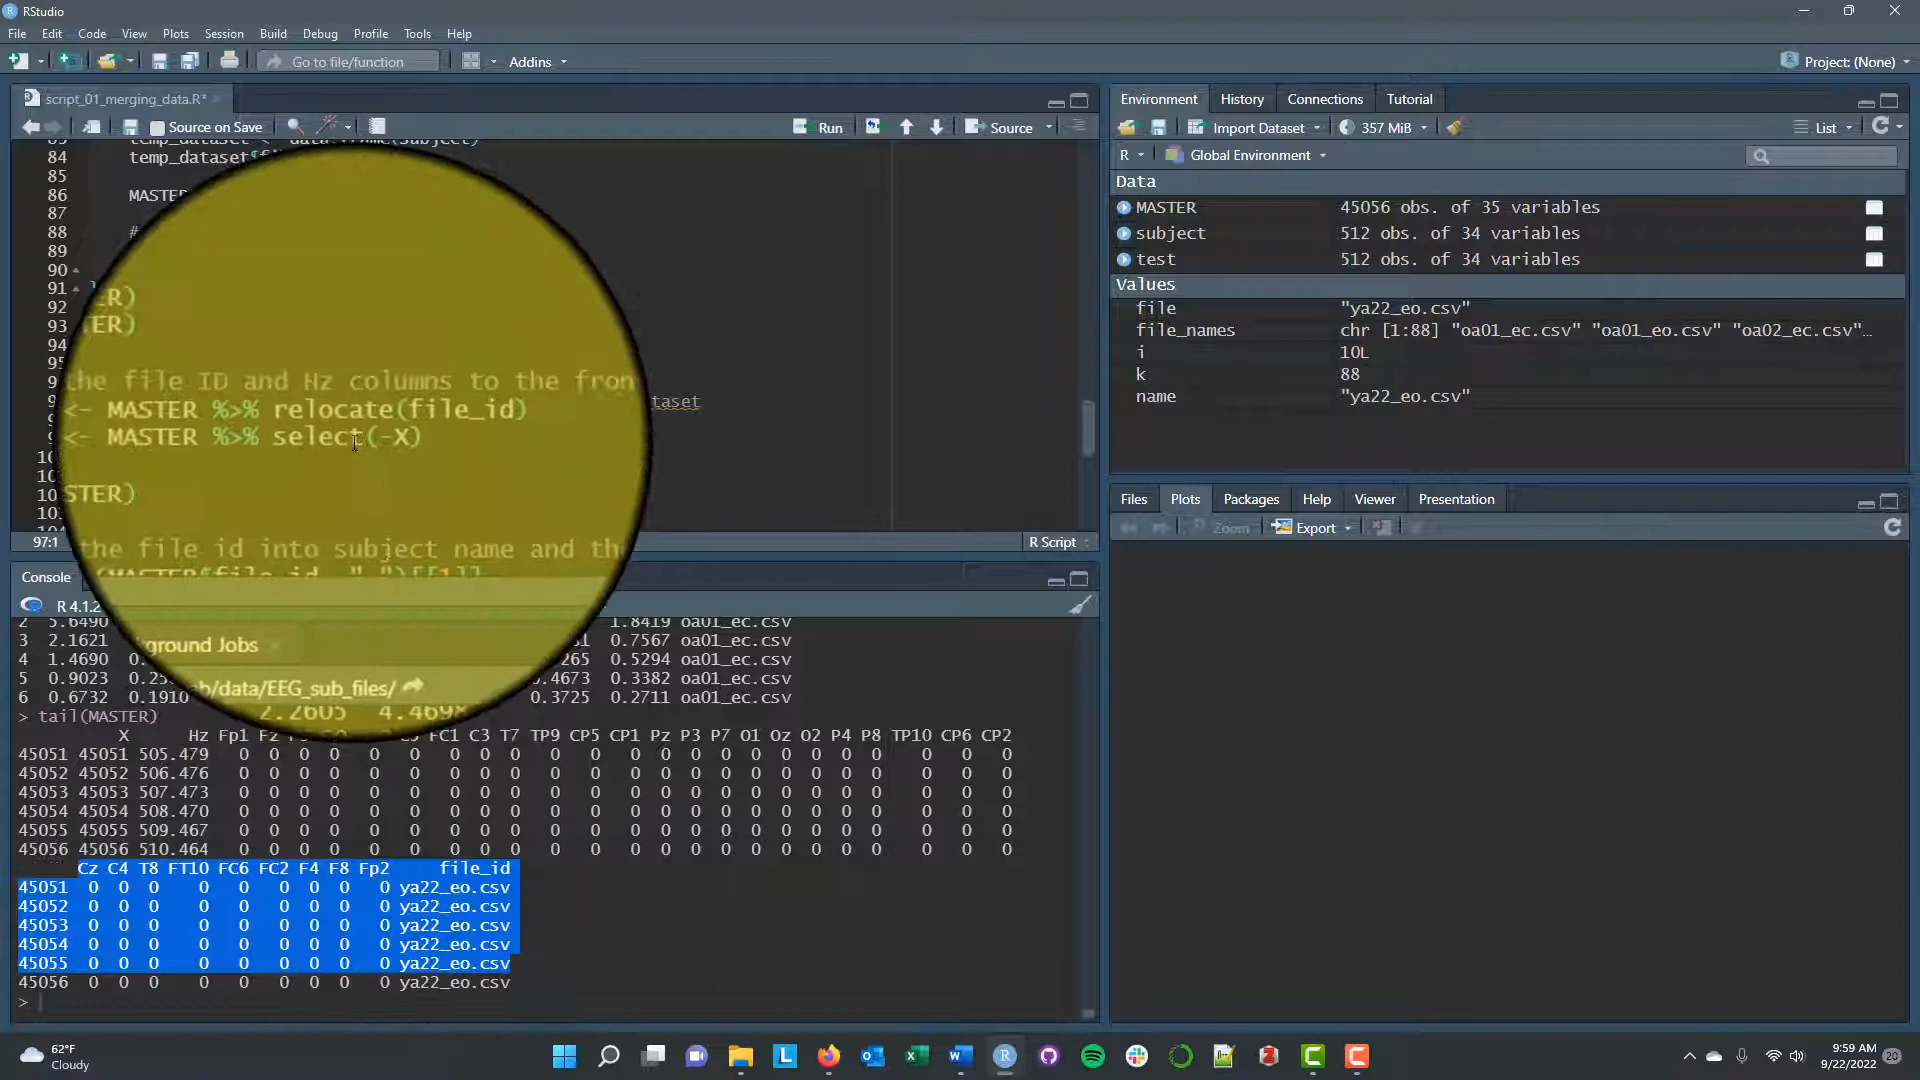 RStudio
File Edit Code View Plots Session Build Debug Profile Tools Help
Go to file/function Addins Project: (None)
script_01_merging_data.R*
Source on Save Run Source
84 temp_dataset$
85
86 MASTER
87
88 #
89
90
91
92 ER)
93 ER)
94
the file ID and Hz columns to the fron
<- MASTER %>% relocate(file_id) taset
<- MASTER %>% select(-X)
STER)
the file id into subject name and th
97:1 R Script
Console ground Jobs
R 4.1.2 b/data/EEG_sub_files/
2 5.6490 1.8419 oa01_ec.csv
3 2.1621 0.7567 oa01_ec.csv
4 1.4690 0. 265 0.5294 oa01_ec.csv
5 0.9023 0.4673 0.3382 oa01_ec.csv
6 0.6732 0.1910 0.3725 0.2711 oa01_ec.csv
2.2605 4.4698
> tail(MASTER)
X Hz Fp1 Fz FC1 C3 T7 TP9 CP5 CP1 Pz P3 P7 O1 Oz O2 P4 P8 TP10 CP6 CP2
45051 45051 505.479 0 0 0 0 0 0 0 0 0 0 0 0 0 0 0 0 0 0 0 0 0 0 0
45052 45052 506.476 0 0 0 0 0 0 0 0 0 0 0 0 0 0 0 0 0 0 0 0 0 0 0
45053 45053 507.473 0 0 0 0 0 0 0 0 0 0 0 0 0 0 0 0 0 0 0 0 0 0 0
45054 45054 508.470 0 0 0 0 0 0 0 0 0 0 0 0 0 0 0 0 0 0 0 0 0 0 0
45055 45055 509.467 0 0 0 0 0 0 0 0 0 0 0 0 0 0 0 0 0 0 0 0 0 0 0
45056 45056 510.464 0 0 0 0 0 0 0 0 0 0 0 0 0 0 0 0 0 0 0 0 0 0 0
Cz C4 T8 FT10 FC6 FC2 F4 F8 Fp2 file_id
45051 0 0 0 0 0 0 0 0 0 ya22_eo.csv
45052 0 0 0 0 0 0 0 0 0 ya22_eo.csv
45053 0 0 0 0 0 0 0 0 0 ya22_eo.csv
45054 0 0 0 0 0 0 0 0 0 ya22_eo.csv
45055 0 0 0 0 0 0 0 0 0 ya22_eo.csv
45056 0 0 0 0 0 0 0 0 0 ya22_eo.csv
>
Environment History Connections Tutorial
Import Dataset 357 MiB List
R Global Environment
Data
MASTER 45056 obs. of 35 variables
subject 512 obs. of 34 variables
test 512 obs. of 34 variables
Values
file "ya22_eo.csv"
file_names chr [1:88] "oa01_ec.csv" "oa01_eo.csv" "oa02_ec.csv"…
i 10L
k 88
name "ya22_eo.csv"
Files Plots Packages Help Viewer Presentation
Zoom Export
62°F
Cloudy
9:59 AM
9/22/2022
20